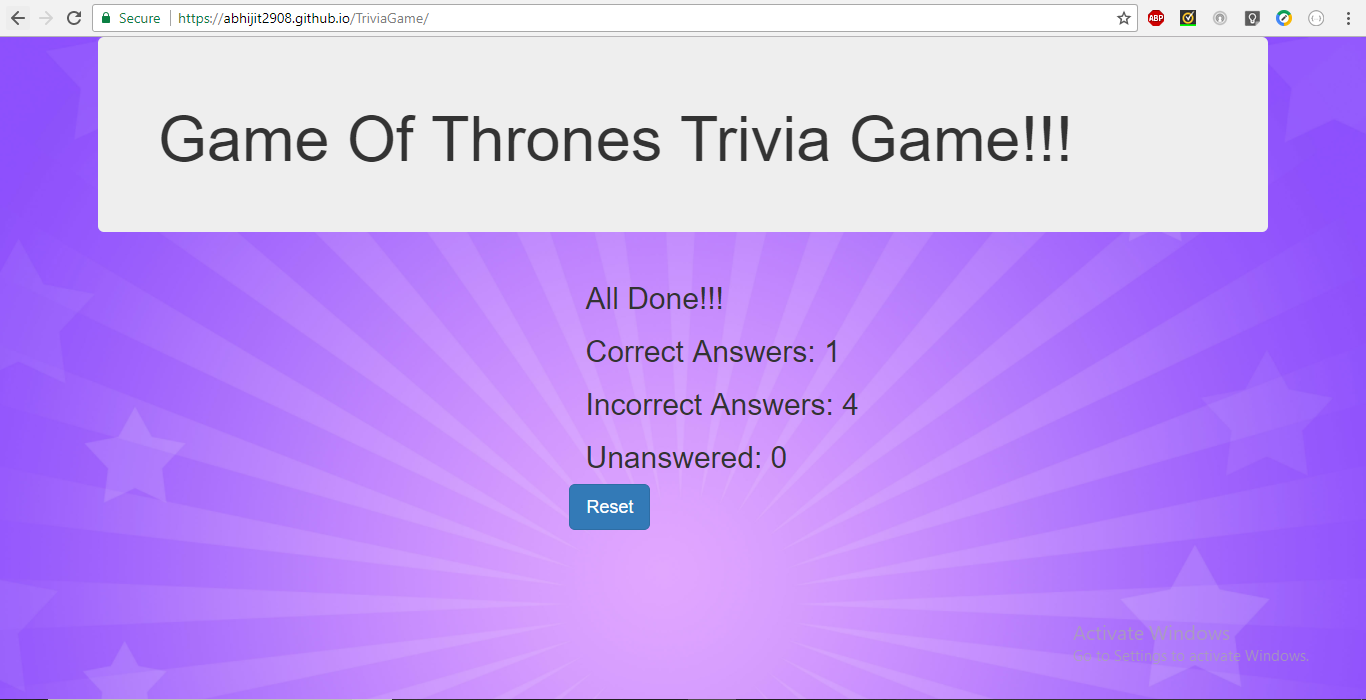 Secure
https://abhijit2908.github.io/TriviaGame/
ABP
Game Of Thrones Trivia Game!!!
All Done!!!
Correct Answers: 1
Incorrect Answers: 4
Unanswered: 0
Reset
Activate Windows
Go to Settings to activate Windows.